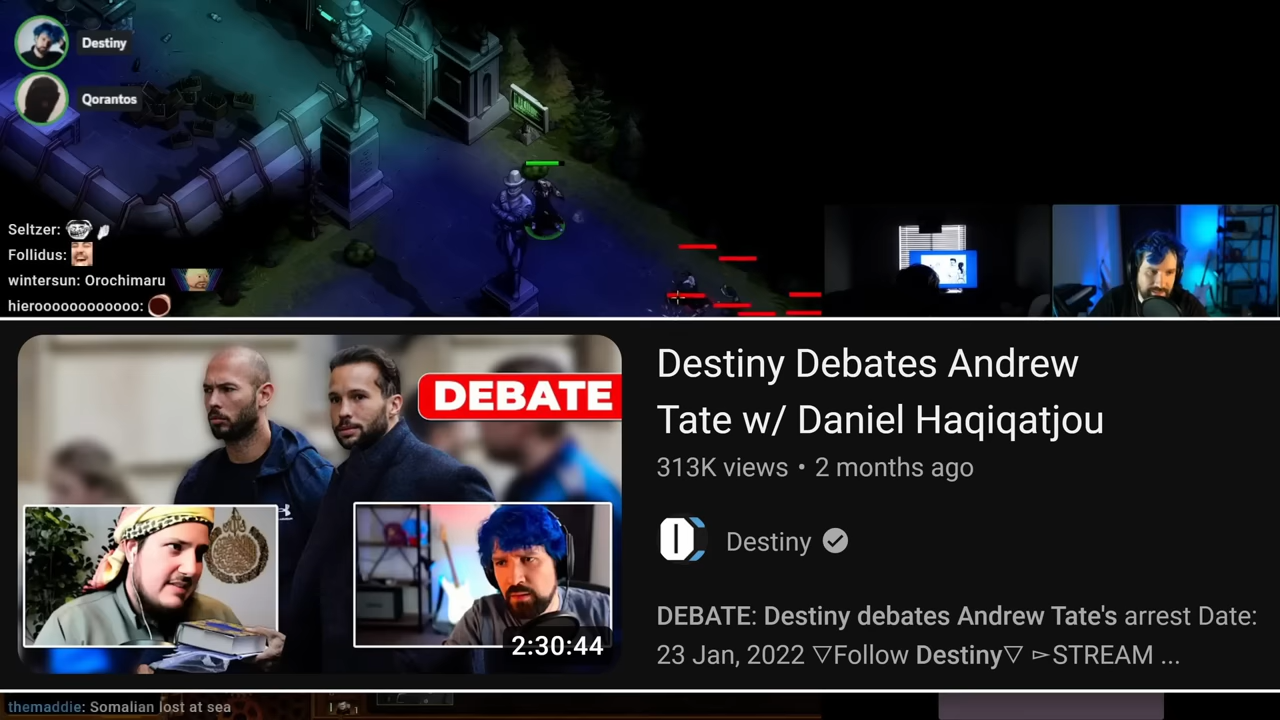 Destiny
Qorantos
Seltzer:
Follidus:
wintersun: Orochimaru
hieroooooooooooo:
DEBATE
2:30:44
Destiny Debates Andrew
Tate w/ Daniel Haqiqatjou
313K views • 2 months ago
Destiny
DEBATE: Destiny debates Andrew Tate's arrest Date:
23 Jan, 2022 ▽Follow Destiny▽ ►STREAM ...
themaddie: Somalian lost at sea